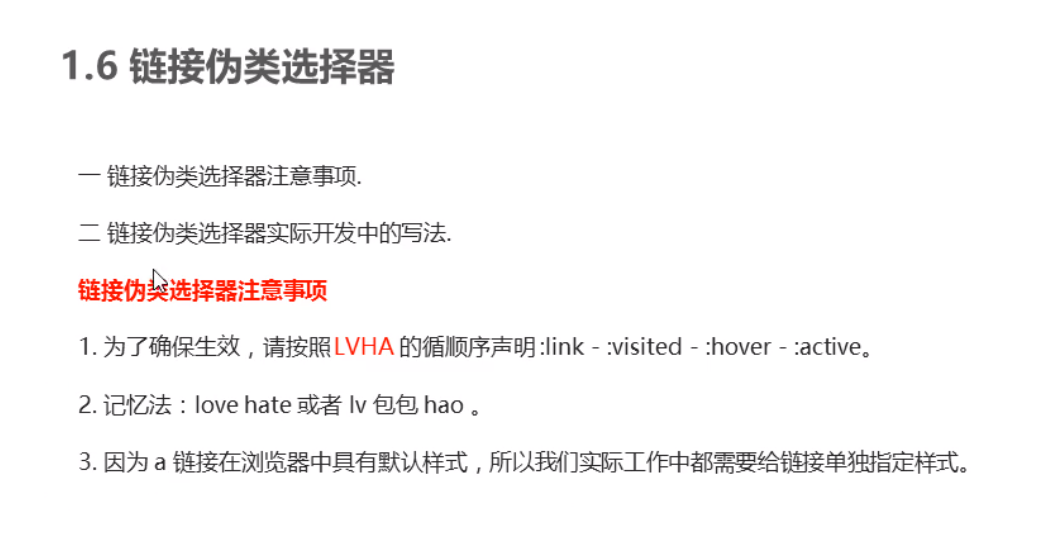 1.6 链接伪类选择器
一 链接伪类选择器注意事项.
二 链接伪类选择器实际开发中的写法.
链接伪类选择器注意事项
1. 为了确保生效，请按照 LVHA 的循顺序声明 :link - :visited - :hover - :active。
2. 记忆法：love hate 或者 lv 包包 hao 。
3. 因为 a 链接在浏览器中具有默认样式，所以我们实际工作中都需要给链接单独指定样式。